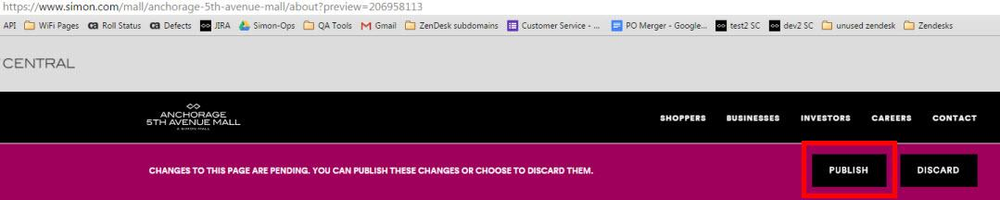 https://www.simon.com/mall/anchorage-5th-avenue-mall/about?preview=206958113
API WiFi Pages Roll Status Defects JIRA Simon-Ops QA Tools Gmail ZenDesk subdomains Customer Service - ... PO Merger - Google... test2 SC dev2 SC unused zendesk Zendesks
CENTRAL
ANCHORAGE
5TH AVENUE MALL
A SIMON MALL
SHOPPERS BUSINESSES INVESTORS CAREERS CONTACT
CHANGES TO THIS PAGE ARE PENDING. YOU CAN PUBLISH THESE CHANGES OR CHOOSE TO DISCARD THEM.
PUBLISH DISCARD